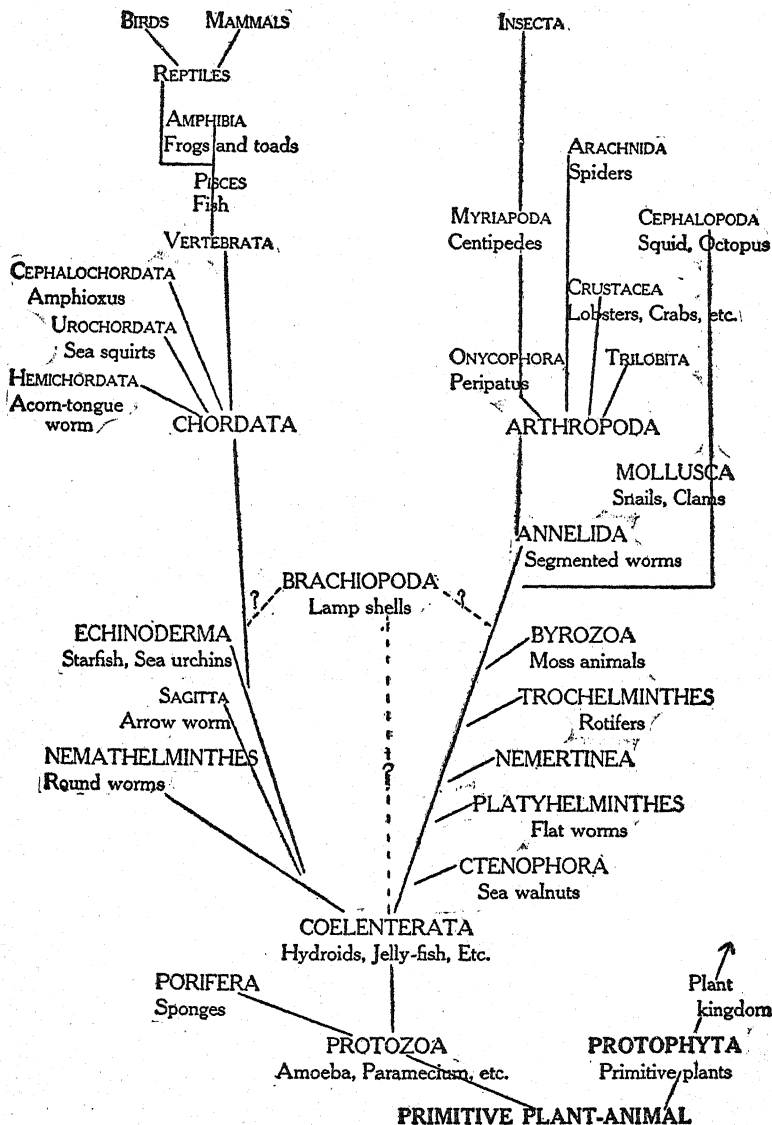 BIRDS MAMMALS
REPTILES
AMPHIBIA
Frogs and toads
PISCES
Fish
VERTEBRATA
CEPHALOCHORDATA
Amphioxus
UROCHORDATA
Sea squirts
HEMICHORDATA
Acorn-tongue
worm
CHORDATA
INSECTA
ARACHNIDA
Spiders
MYRIAPODA
Centipedes
CEPHALOPODA
Squid, Octopus
CRUSTACEA
Lobsters, Crabs, etc.
ONYCOPHORA
Peripatus
TRILOBITA
ARTHROPODA
MOLLUSCA
Snails, Clams
ANNELIDA
Segmented worms
BRACHIOPODA
Lamp shells
? ?
?
ECHINODERMA
Starfish, Sea urchins
SAGITTA
Arrow worm
NEMATHELMINTHES
Round worms
BYROZOA
Moss animals
TROCHELMINTHES
Rotifers
NEMERTINEA
PLATYHELMINTHES
Flat worms
CTENOPHORA
Sea walnuts
COELENTERATA
Hydroids, Jelly-fish, Etc.
PORIFERA
Sponges
PROTOZOA
Amoeba, Paramecium, etc.
Plant
kingdom
PROTOPHYTA
Primitive plants
PRIMITIVE PLANT-ANIMAL